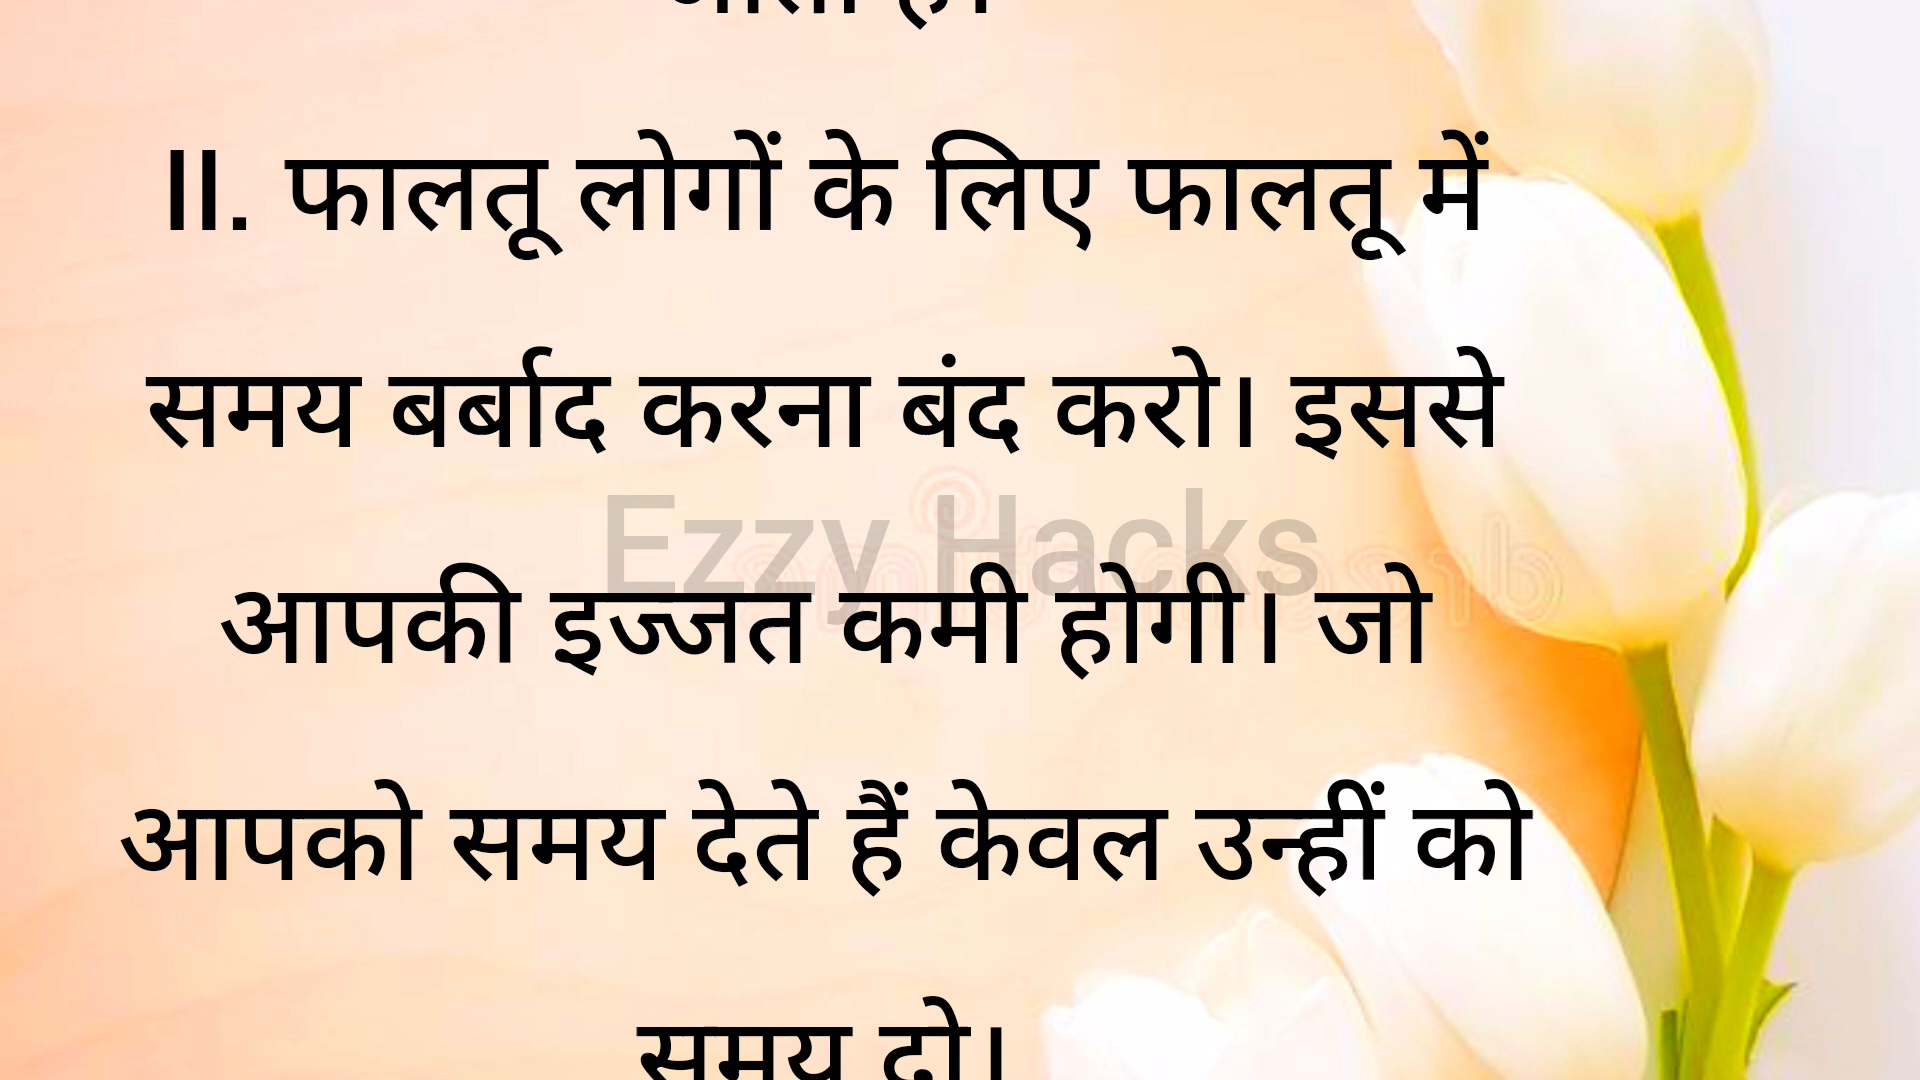 II. फालतू लोगों के लिए फालतू में
समय बर्बाद करना बंद करो। इससे
Ezzy Hacks
आपकी इज्जत कमी होगी। जो
आपको समय देते हैं केवल उन्हीं को
समय दो।